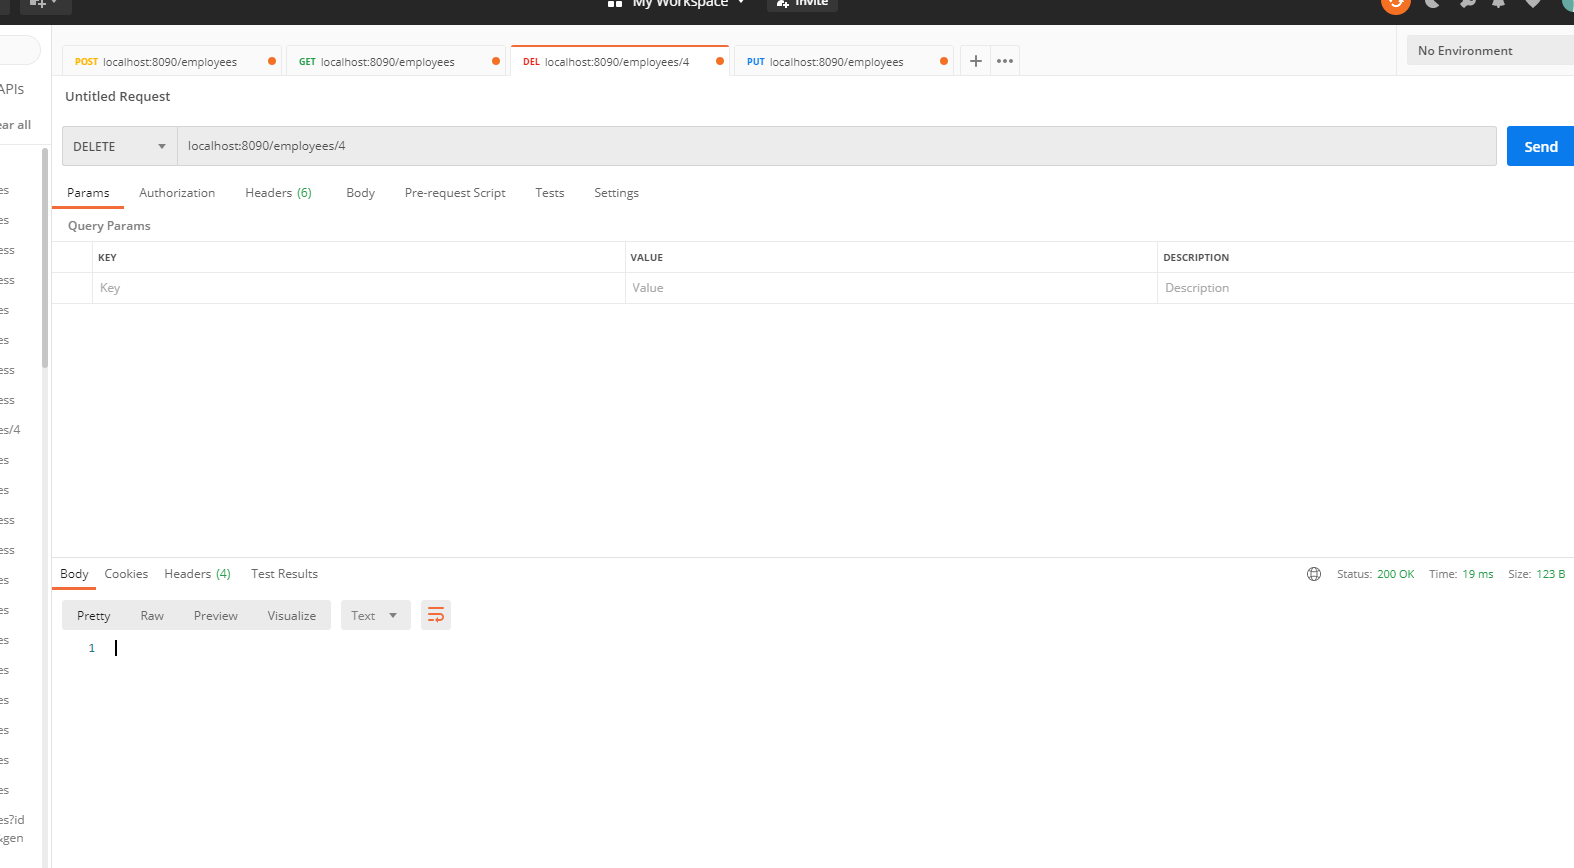 My Workspace Invite
POST localhost:8090/employees GET localhost:8090/employees DEL localhost:8090/employees/4 PUT localhost:8090/employees No Environment
APIs
Untitled Request
ear all
DELETE localhost:8090/employees/4 Send
Params Authorization Headers (6) Body Pre-request Script Tests Settings
es
es
Query Params
ess
KEY VALUE DESCRIPTION
ess
Key Value Description
es
es
ess
ess
es/4
es
es
ess
ess
Body Cookies Headers (4) Test Results Status: 200 OK Time: 19 ms Size: 123 B
es
es
Pretty Raw Preview Visualize Text
es
1
es
es
es
es
es
es?id
&gen